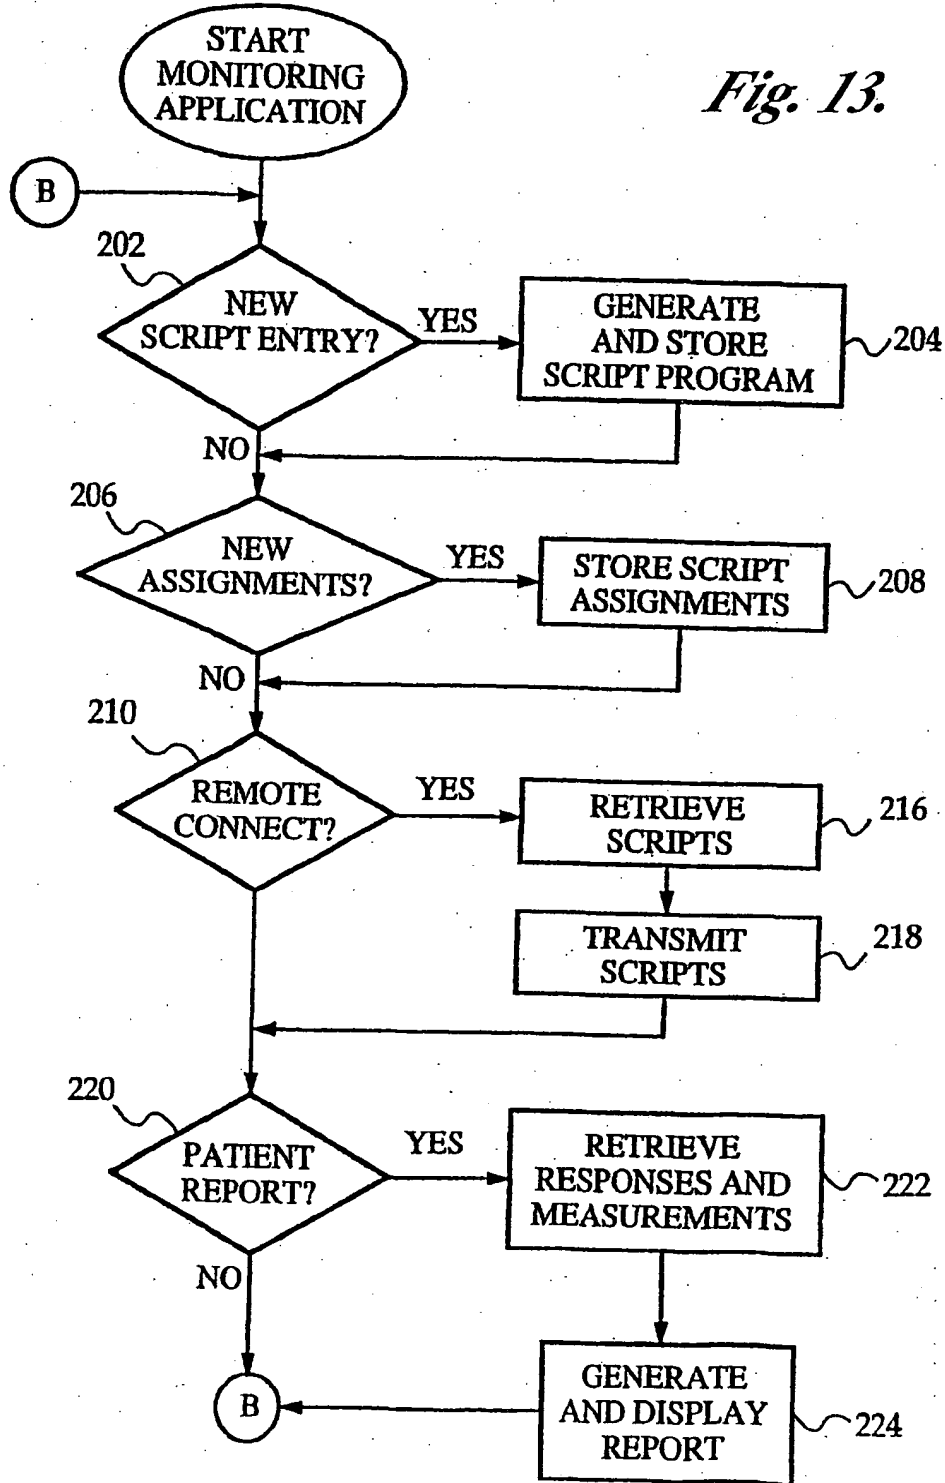 START
MONITORING
APPLICATION
Fig. 13.
B
202
NEW
SCRIPT ENTRY?
YES
GENERATE
AND STORE
SCRIPT PROGRAM
204
NO
206
NEW
ASSIGNMENTS?
YES
STORE SCRIPT
ASSIGNMENTS
208
NO
210
REMOTE
CONNECT?
YES
RETRIEVE
SCRIPTS
216
TRANSMIT
SCRIPTS
218
220
PATIENT
REPORT?
YES
RETRIEVE
RESPONSES AND
MEASUREMENTS
222
NO
B
GENERATE
AND DISPLAY
REPORT
224